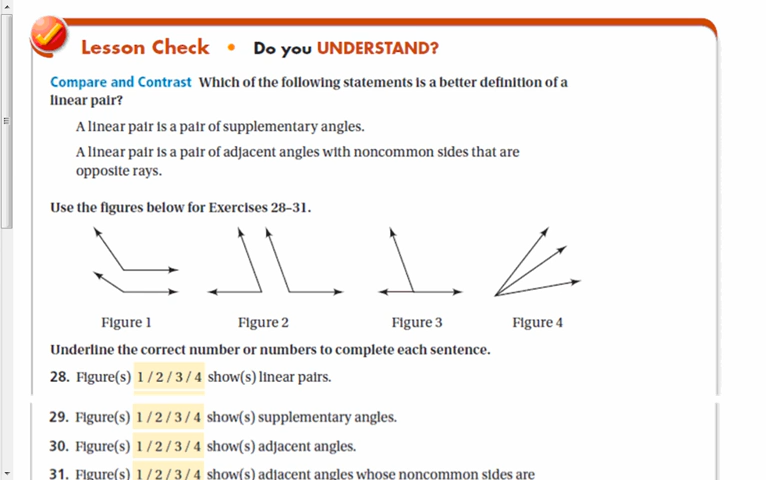 Lesson Check • Do you UNDERSTAND?
Compare and Contrast Which of the following statements is a better definition of a
linear pair?
A linear pair is a pair of supplementary angles.
A linear pair is a pair of adjacent angles with noncommon sides that are
opposite rays.
Use the figures below for Exercises 28–31.
Figure 1 Figure 2 Figure 3 Figure 4
Underline the correct number or numbers to complete each sentence.
28. Figure(s) 1 / 2 / 3 / 4 show(s) linear pairs.
29. Figure(s) 1 / 2 / 3 / 4 show(s) supplementary angles.
30. Figure(s) 1 / 2 / 3 / 4 show(s) adjacent angles.
31. Figure(s) 1 / 2 / 3 / 4 show(s) adjacent angles whose noncommon sides are